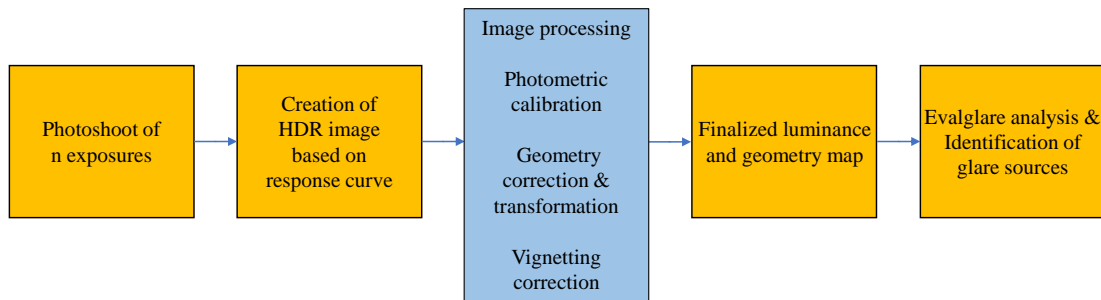 Photoshoot of
n exposures
Creation of
HDR image
based on
response curve
Image processing
Photometric
calibration
Geometry
correction &
transformation
Vignetting
correction
Finalized luminance
and geometry map
Evalglare analysis &
Identification of
glare sources